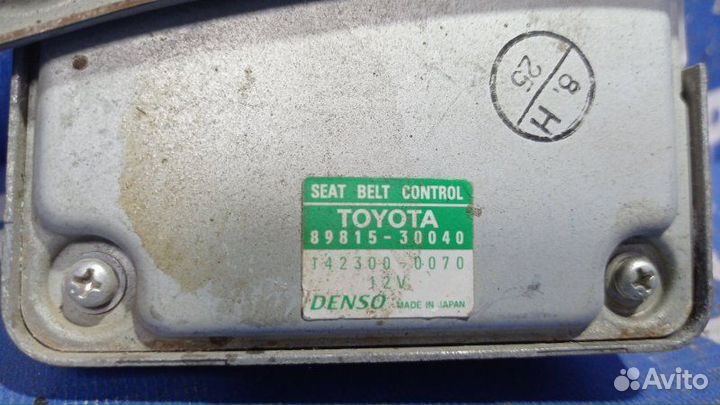 8. H
25
SEAT BELT CONTROL
TOYOTA
89815-30040
142300-0070
12V
DENSO MADE IN JAPAN
Avito